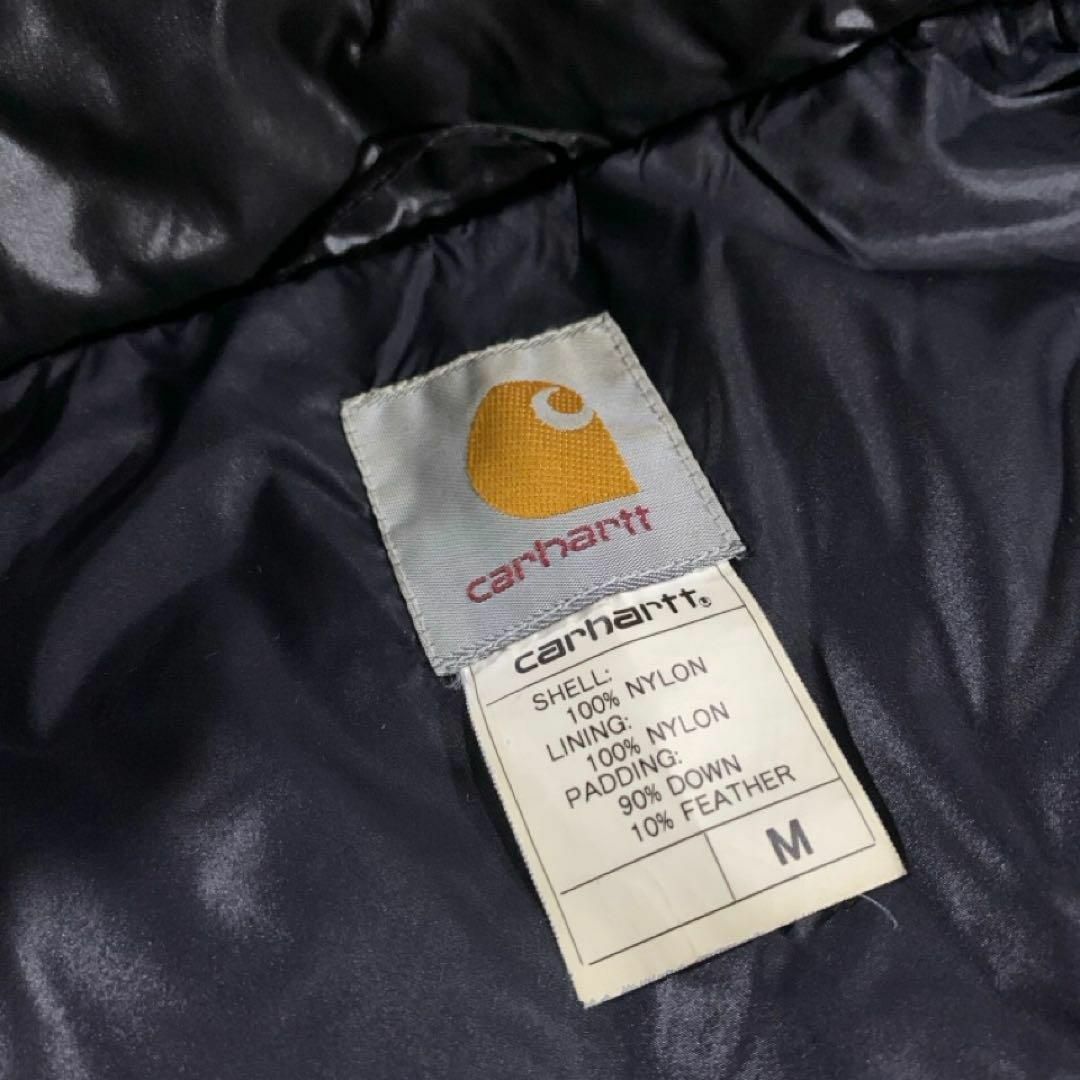 carhartt
carhartt®
SHELL:
100% NYLON
LINING:
100% NYLON
PADDING:
90% DOWN
10% FEATHER
M